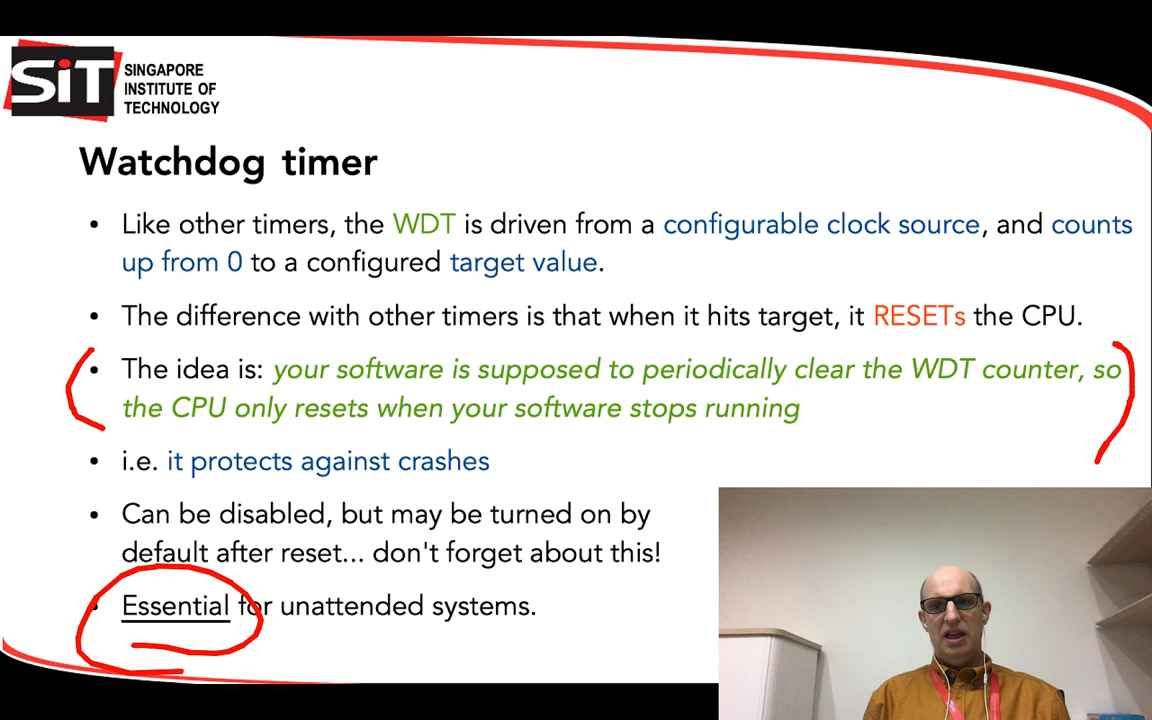 SiT
SINGAPORE
INSTITUTE OF
TECHNOLOGY
Watchdog timer
• Like other timers, the WDT is driven from a configurable clock source, and counts
up from 0 to a configured target value.
• The difference with other timers is that when it hits target, it RESETs the CPU.
• The idea is: your software is supposed to periodically clear the WDT counter, so
the CPU only resets when your software stops running
• i.e. it protects against crashes
• Can be disabled, but may be turned on by
default after reset... don't forget about this!
• Essential for unattended systems.